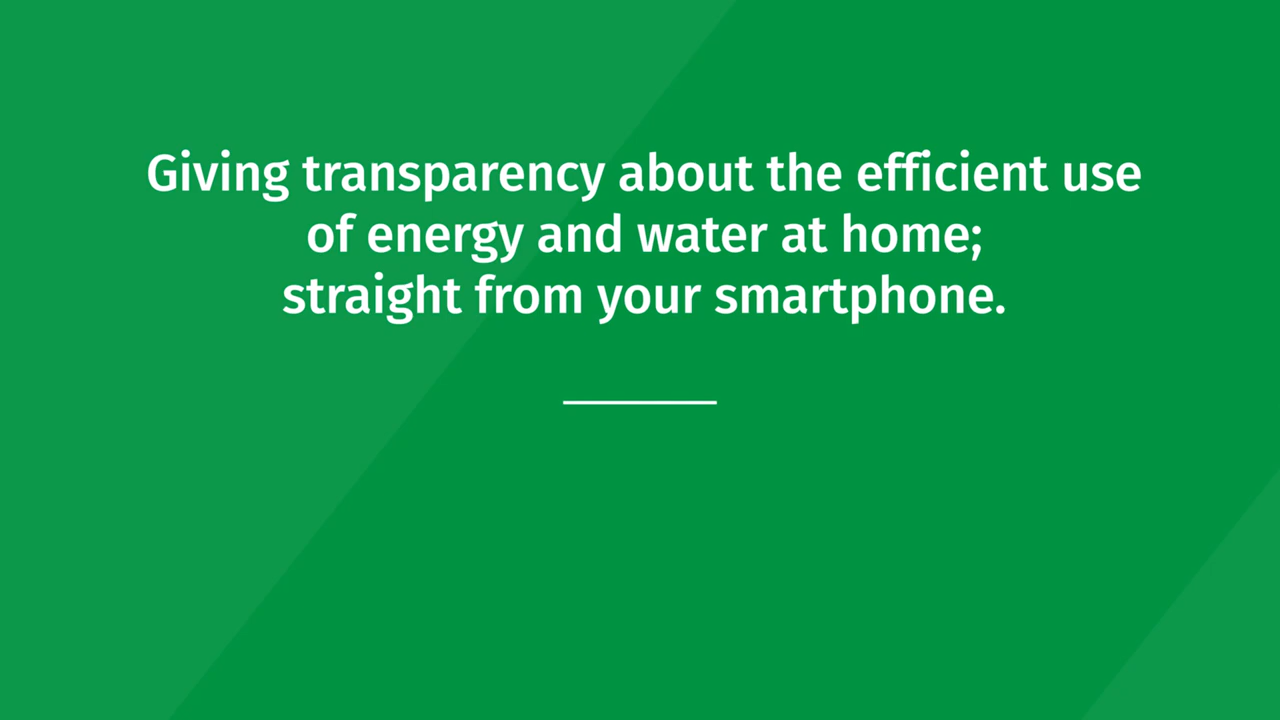 Giving transparency about the efficient use
of energy and water at home;
straight from your smartphone.